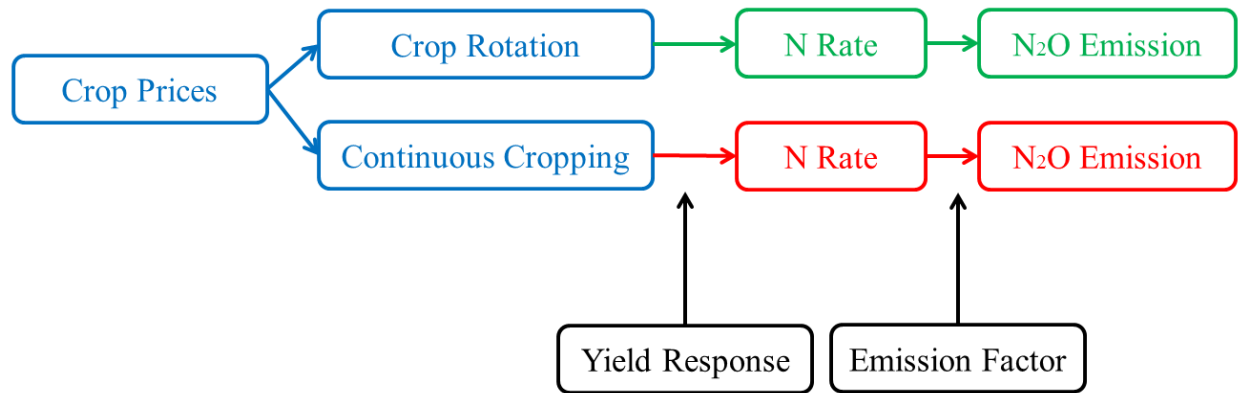 Crop Rotation
N Rate
N₂O Emission
Crop Prices
Continuous Cropping
N Rate
N₂O Emission
Yield Response
Emission Factor